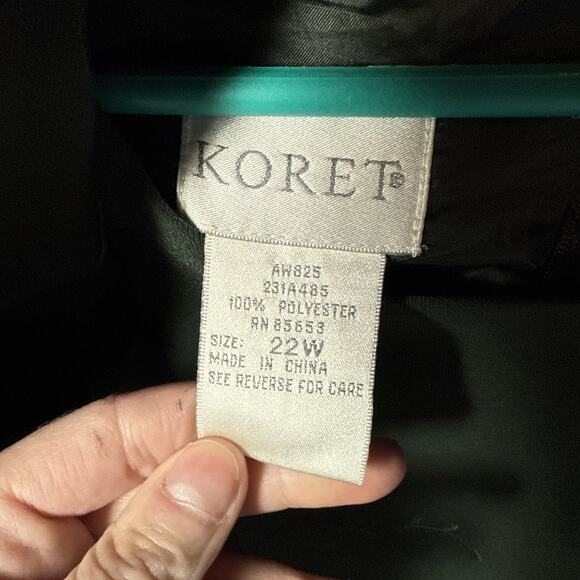 KORET®
AW825
231A485
100% POLYESTER
RN 85653
SIZE: 22W
MADE IN CHINA
SEE REVERSE FOR CARE